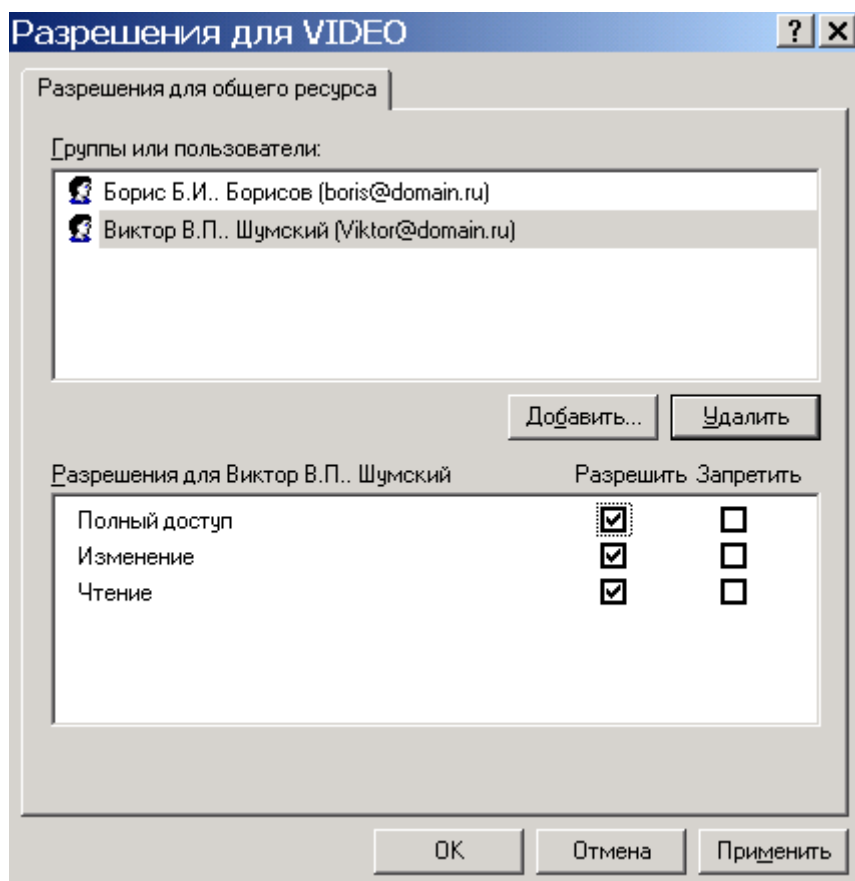 Разрешения для VIDEO
Разрешения для общего ресурса
Группы или пользователи:
Борис Б.И.. Борисов (boris@domain.ru)
Виктор В.П.. Шумский (Viktor@domain.ru)
Добавить... Удалить
Разрешения для Виктор В.П.. Шумский Разрешить Запретить
Полный доступ
Изменение
Чтение
OK Отмена Применить